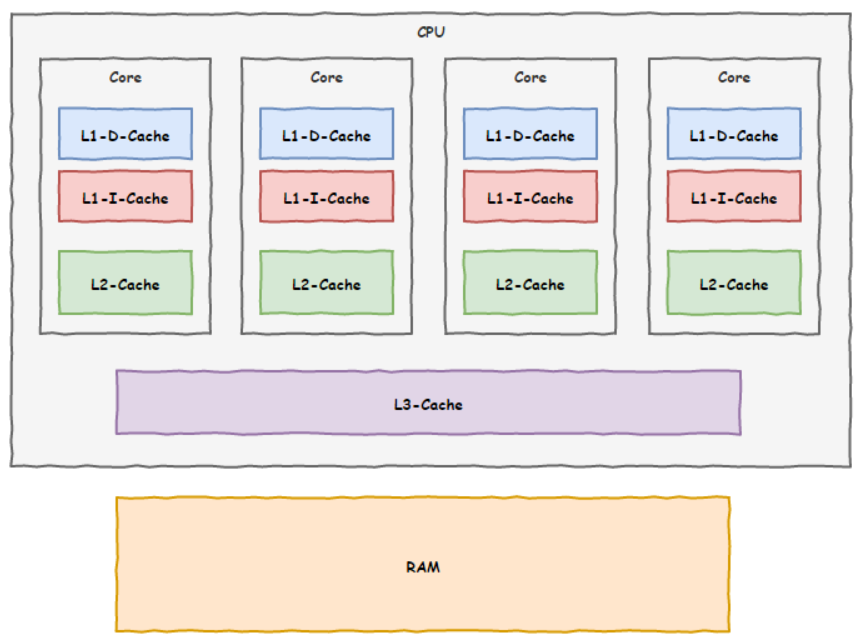 CPU
Core
Core
Core
Core
L1-D-Cache
L1-D-Cache
L1-D-Cache
L1-D-Cache
L1-I-Cache
L1-I-Cache
L1-I-Cache
L1-I-Cache
L2-Cache
L2-Cache
L2-Cache
L2-Cache
L3-Cache
RAM